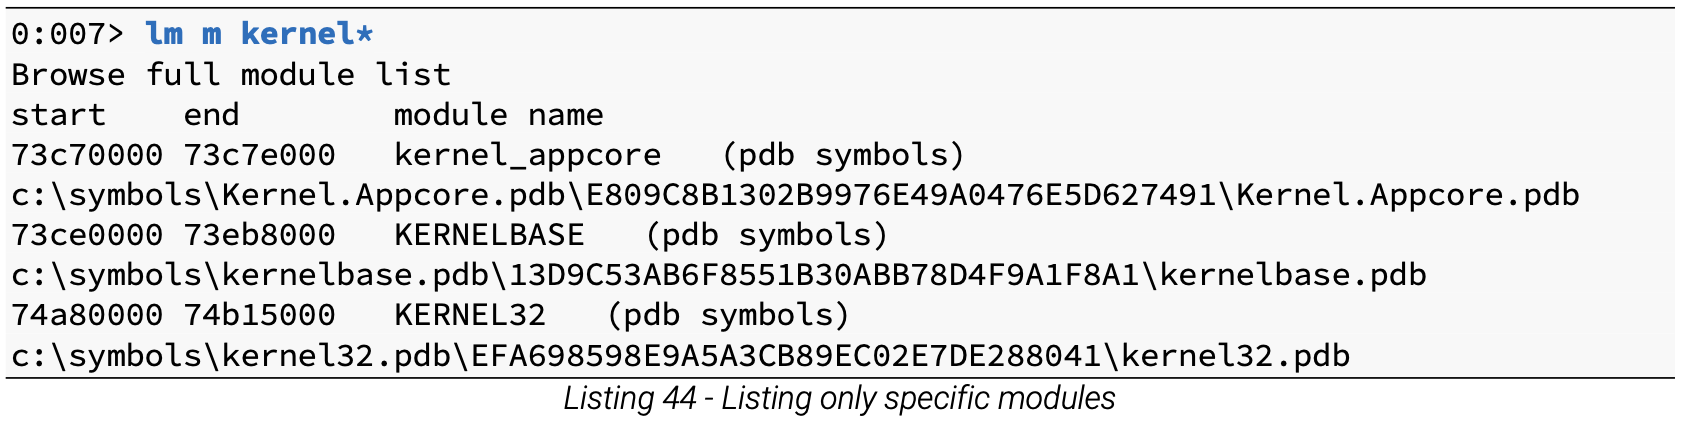 0:007> lm m kernel*
Browse full module list
start    end        module name
73c70000 73c7e000   kernel_appcore   (pdb symbols)
c:\symbols\Kernel.Appcore.pdb\E809C8B1302B9976E49A0476E5D627491\Kernel.Appcore.pdb
73ce0000 73eb8000   KERNELBASE   (pdb symbols)
c:\symbols\kernelbase.pdb\13D9C53AB6F8551B30ABB78D4F9A1F8A1\kernelbase.pdb
74a80000 74b15000   KERNEL32   (pdb symbols)
c:\symbols\kernel32.pdb\EFA698598E9A5A3CB89EC02E7DE288041\kernel32.pdb
Listing 44 - Listing only specific modules